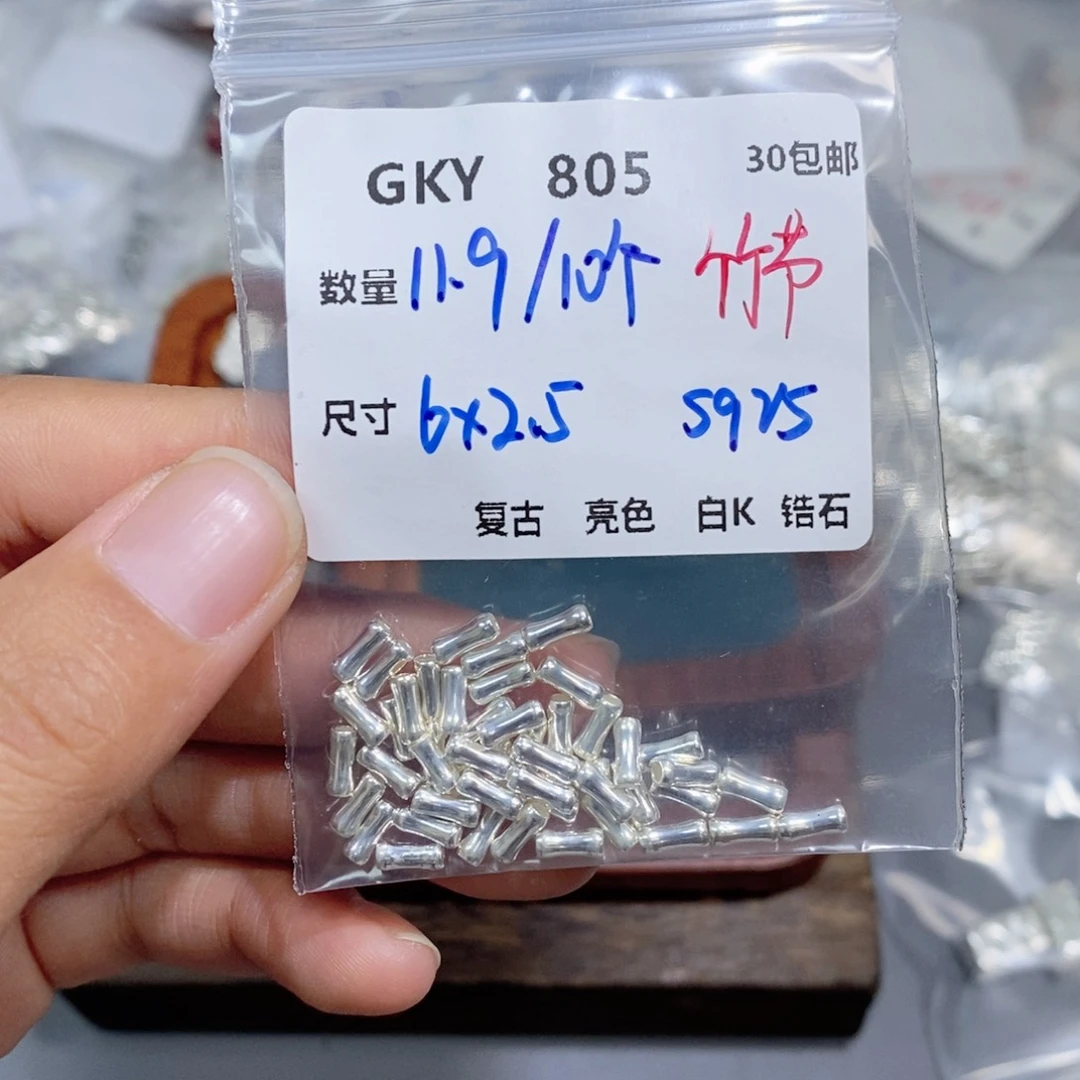 GKY 805 30包邮
数量 11.9/10个 竹节
尺寸 6x2.5 S925
复古 亮色 白K 锆石